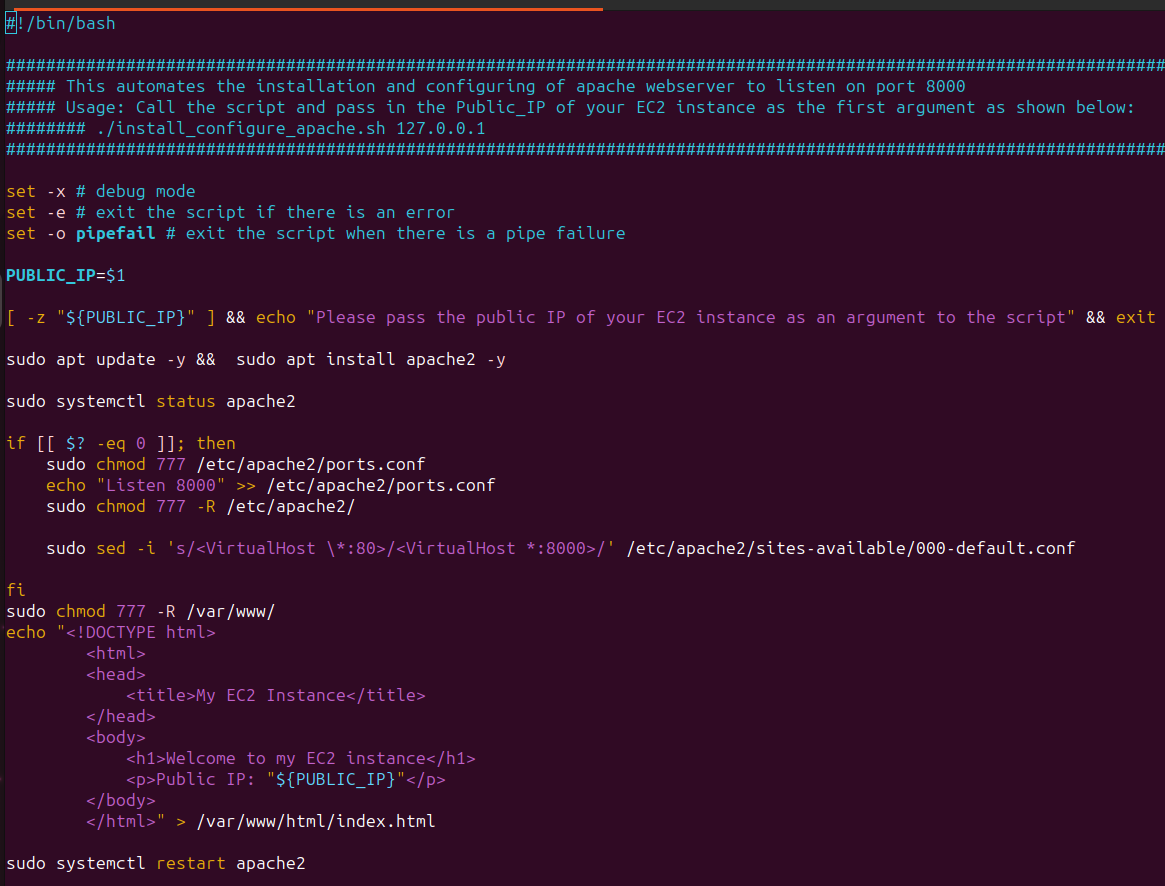 #!/bin/bash
####################################################################################################################
##### This automates the installation and configuring of apache webserver to listen on port 8000
##### Usage: Call the script and pass in the Public_IP of your EC2 instance as the first argument as shown below:
######## ./install_configure_apache.sh 127.0.0.1
####################################################################################################################
set -x # debug mode
set -e # exit the script if there is an error
set -o pipefail # exit the script when there is a pipe failure
PUBLIC_IP=$1
[ -z "${PUBLIC_IP}" ] && echo "Please pass the public IP of your EC2 instance as an argument to the script" && exit
sudo apt update -y &&  sudo apt install apache2 -y
sudo systemctl status apache2
if [[ $? -eq 0 ]]; then
    sudo chmod 777 /etc/apache2/ports.conf
    echo "Listen 8000" >> /etc/apache2/ports.conf
    sudo chmod 777 -R /etc/apache2/
    sudo sed -i 's/<VirtualHost \*:80>/<VirtualHost *:8000>/' /etc/apache2/sites-available/000-default.conf
fi
sudo chmod 777 -R /var/www/
echo "<!DOCTYPE html>
        <html>
        <head>
            <title>My EC2 Instance</title>
        </head>
        <body>
            <h1>Welcome to my EC2 instance</h1>
            <p>Public IP: "${PUBLIC_IP}"</p>
        </body>
        </html>" > /var/www/html/index.html
sudo systemctl restart apache2